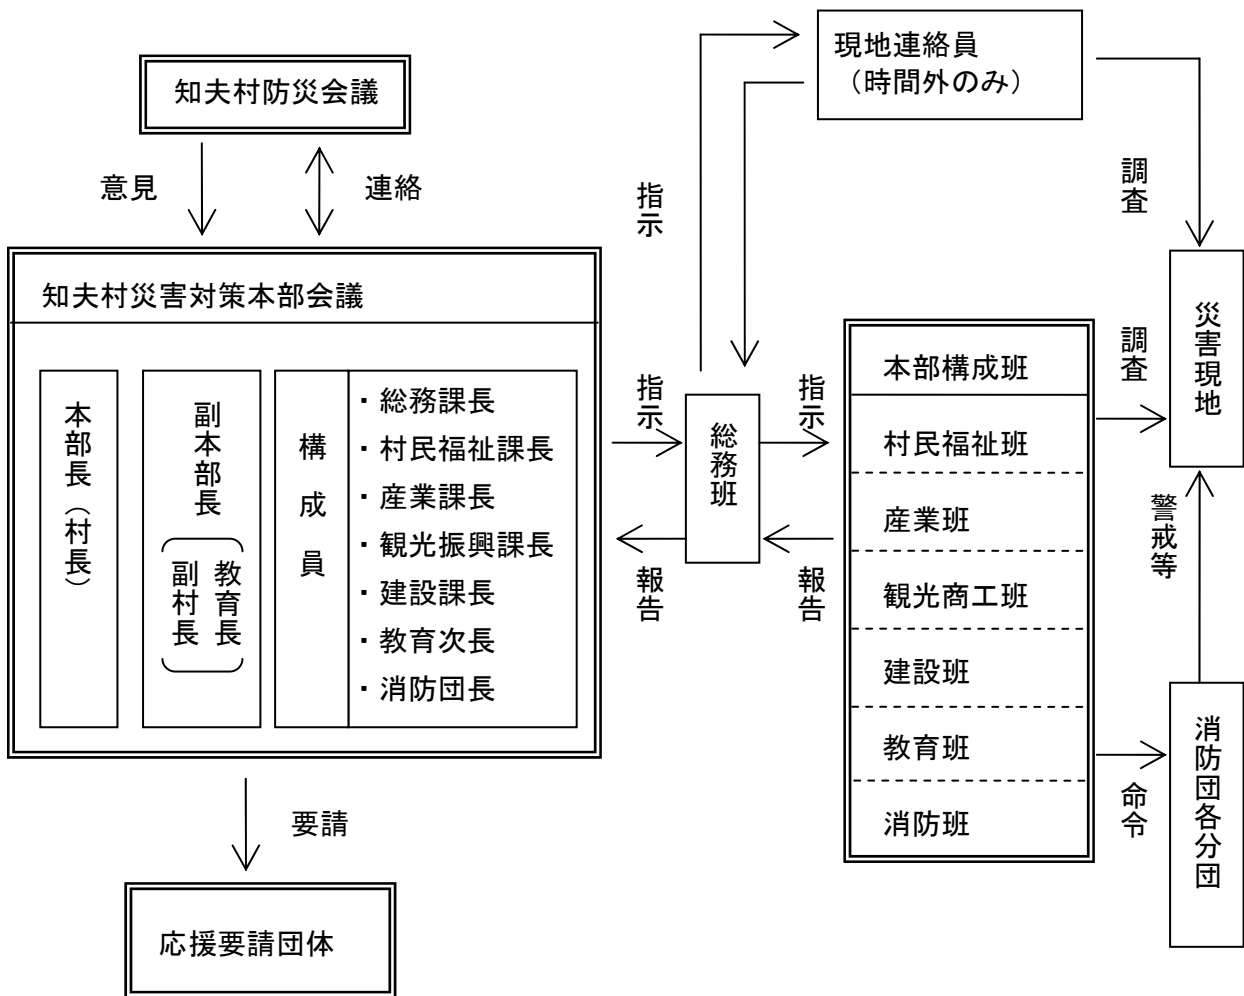 知夫村防災会議
意見
連絡
知夫村災害対策本部会議
本部長（村長）
副本部長
教育長
副村長
構成員
・総務課長
・村民福祉課長
・産業課長
・観光振興課長
・建設課長
・教育次長
・消防団長
要請
応援要請団体
指示
報告
総務班
指示
現地連絡員
（時間外のみ）
指示
報告
本部構成班
村民福祉班
産業班
観光商工班
建設班
教育班
消防班
調査
調査
災害現地
警戒等
命令
消防団各分団